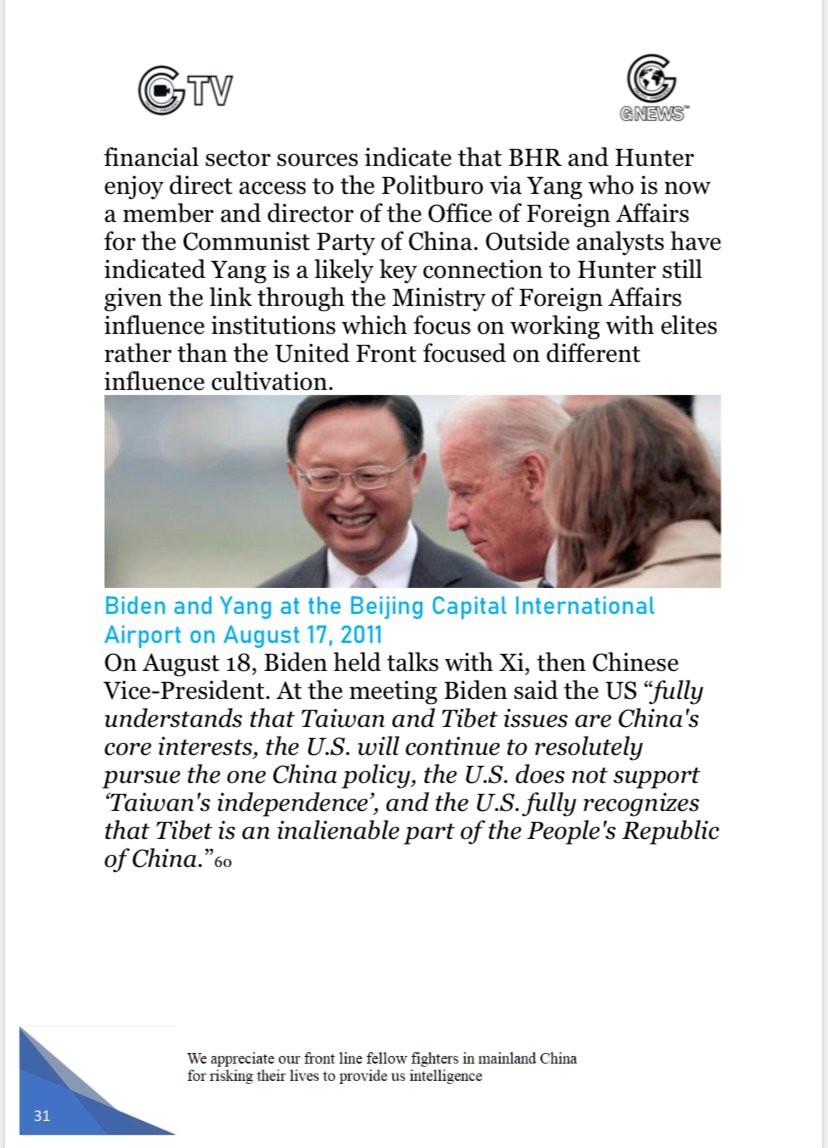 GTV
GNEWS™
financial sector sources indicate that BHR and Hunter
enjoy direct access to the Politburo via Yang who is now
a member and director of the Office of Foreign Affairs
for the Communist Party of China. Outside analysts have
indicated Yang is a likely key connection to Hunter still
given the link through the Ministry of Foreign Affairs
influence institutions which focus on working with elites
rather than the United Front focused on different
influence cultivation.
Biden and Yang at the Beijing Capital International
Airport on August 17, 2011
On August 18, Biden held talks with Xi, then Chinese
Vice-President. At the meeting Biden said the US “fully
understands that Taiwan and Tibet issues are China's
core interests, the U.S. will continue to resolutely
pursue the one China policy, the U.S. does not support
‘Taiwan's independence’, and the U.S. fully recognizes
that Tibet is an inalienable part of the People's Republic
of China.”60
We appreciate our front line fellow fighters in mainland China
for risking their lives to provide us intelligence
31